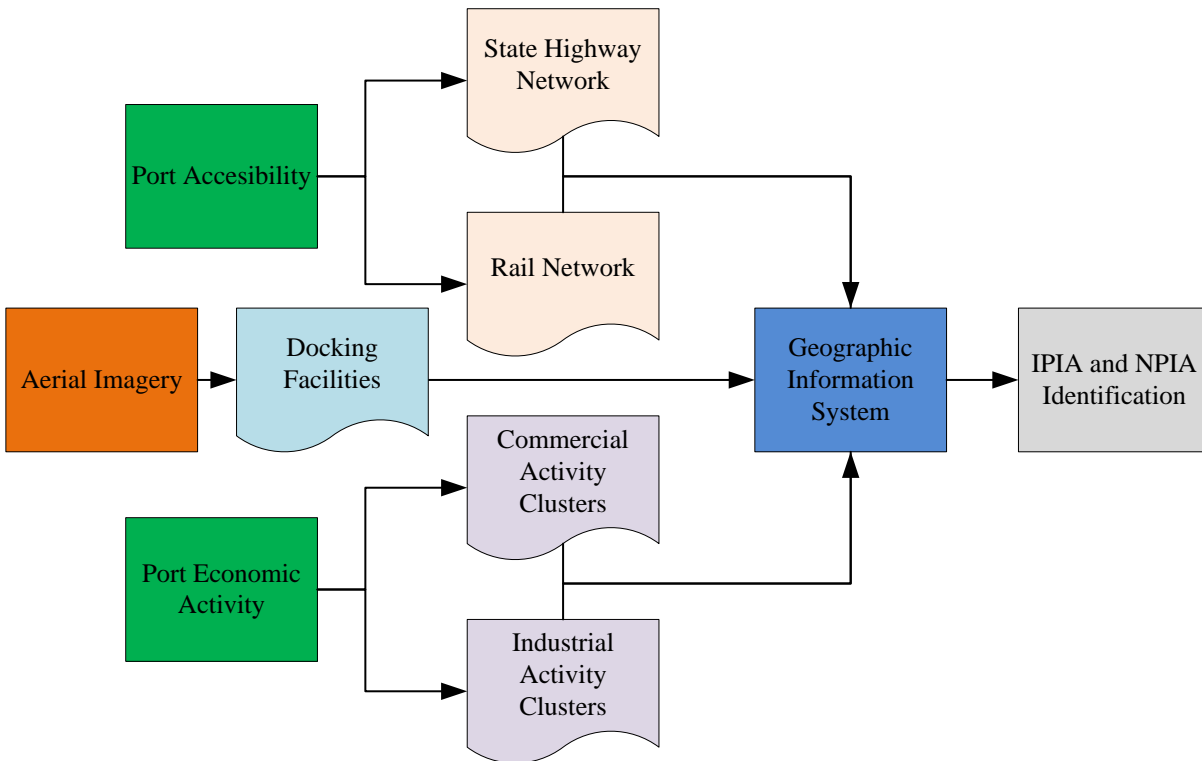 State Highway
Network
Port Accesibility
Rail Network
Aerial Imagery
Docking
Facilities
Geographic
Information
System
IPIA and NPIA
Identification
Commercial
Activity
Clusters
Port Economic
Activity
Industrial
Activity
Clusters